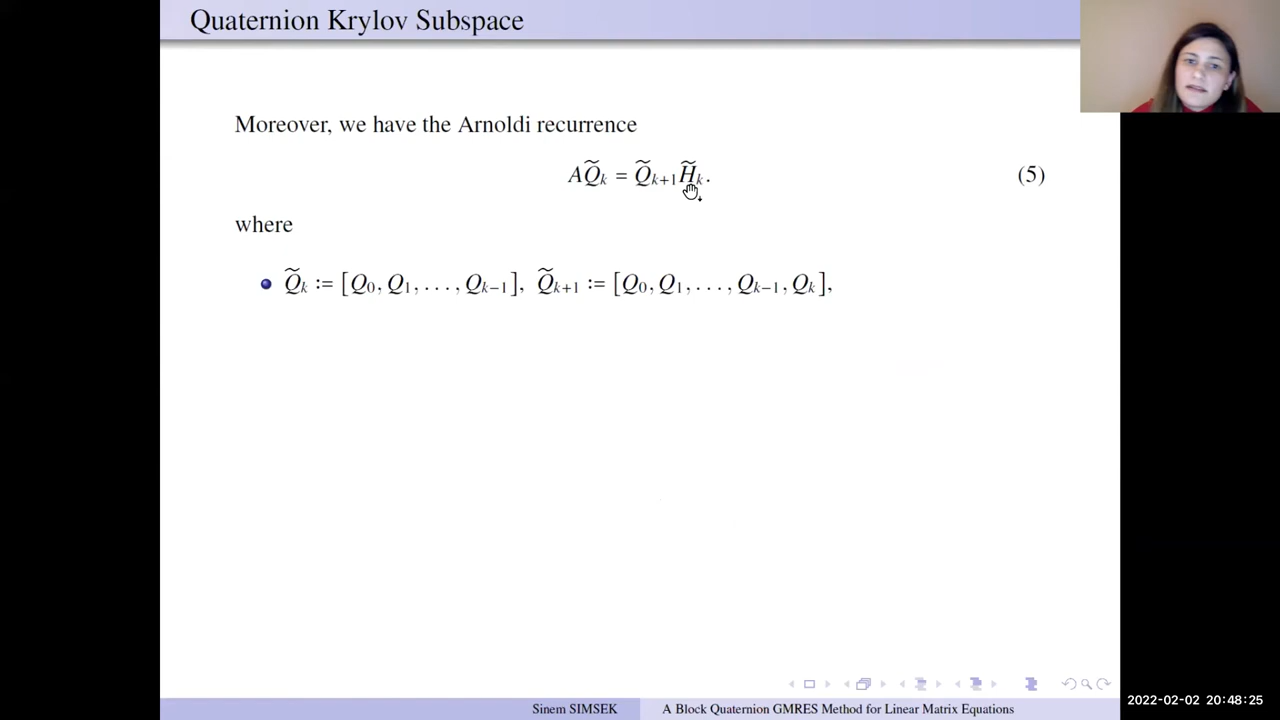 Quaternion Krylov Subspace
Moreover, we have the Arnoldi recurrence
AQ̃ₖ = Q̃ₖ₊₁H̃ₖ. (5)
where
Q̃ₖ := [Q₀, Q₁, . . . , Qₖ₋₁], Q̃ₖ₊₁ := [Q₀, Q₁, . . . , Qₖ₋₁, Qₖ],
Sinem SIMSEK A Block Quaternion GMRES Method for Linear Matrix Equations
2022-02-02 20:48:25